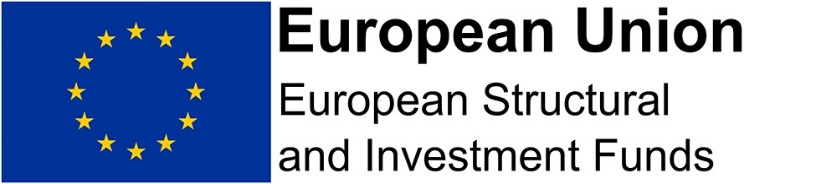 European Union
European Structural
and Investment Funds